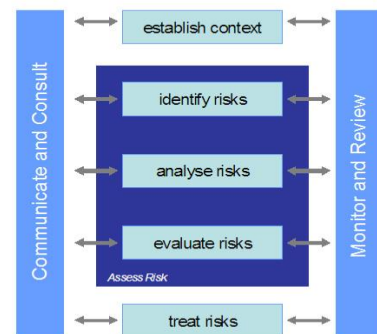 establish context
Communicate and Consult
identify risks
analyse risks
evaluate risks
Assess Risk
treat risks
Monitor and Review